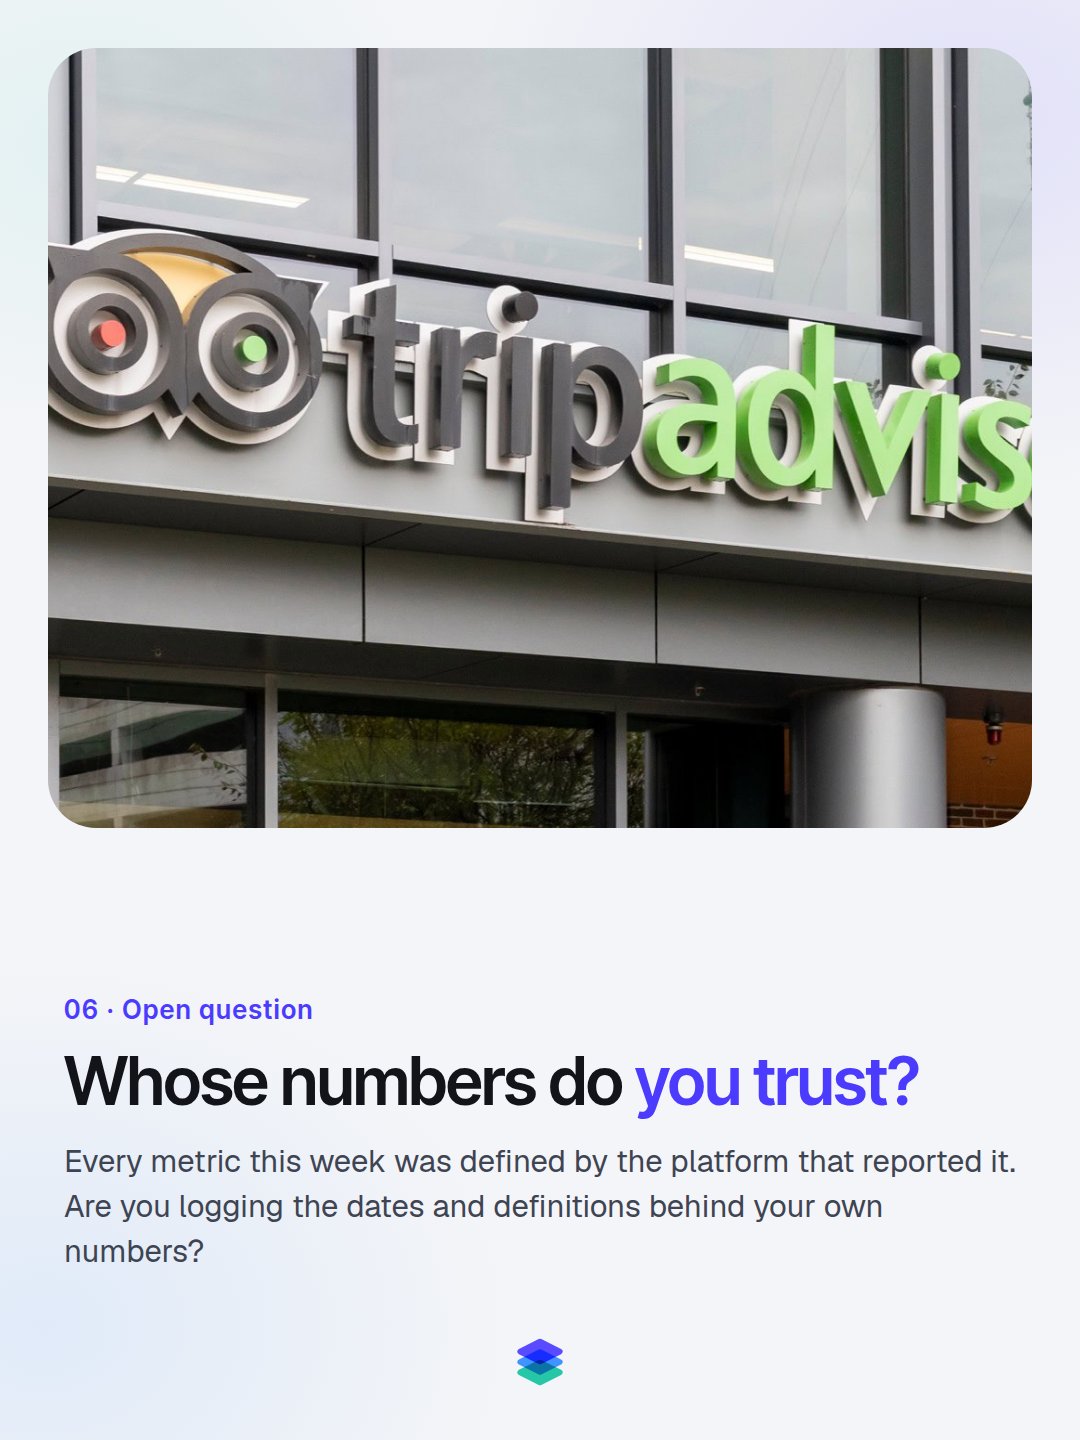 tripadvis
06 · Open question
Whose numbers do you trust?
Every metric this week was defined by the platform that reported it.
Are you logging the dates and definitions behind your own
numbers?